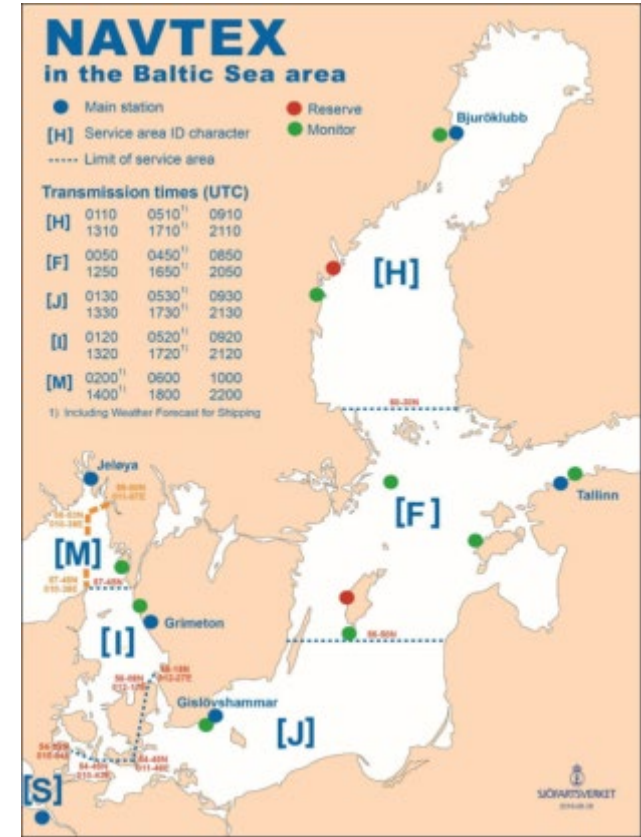 NAVTEX
in the Baltic Sea area
Main station
Reserve
[H] Service area ID character
Monitor
Limit of service area
Transmission times (UTC)
[H] 0110 0510¹⁾ 0910
1310 1710¹⁾ 2110
[F] 0050 0450¹⁾ 0850
1250 1650¹⁾ 2050
[J] 0130 0530¹⁾ 0930
1330 1730¹⁾ 2130
[I] 0120 0520¹⁾ 0920
1320 1720¹⁾ 2120
[M] 0200¹⁾ 0600 1000
1400¹⁾ 1800 2200
1) Including Weather Forecast for Shipping
Bjuröklubb
[H]
Jeløya
Tallinn
[F]
[M]
57-45N
Grimeton
[I]
Gislövshammar
[J]
[S]
SJÖFARTSVERKET